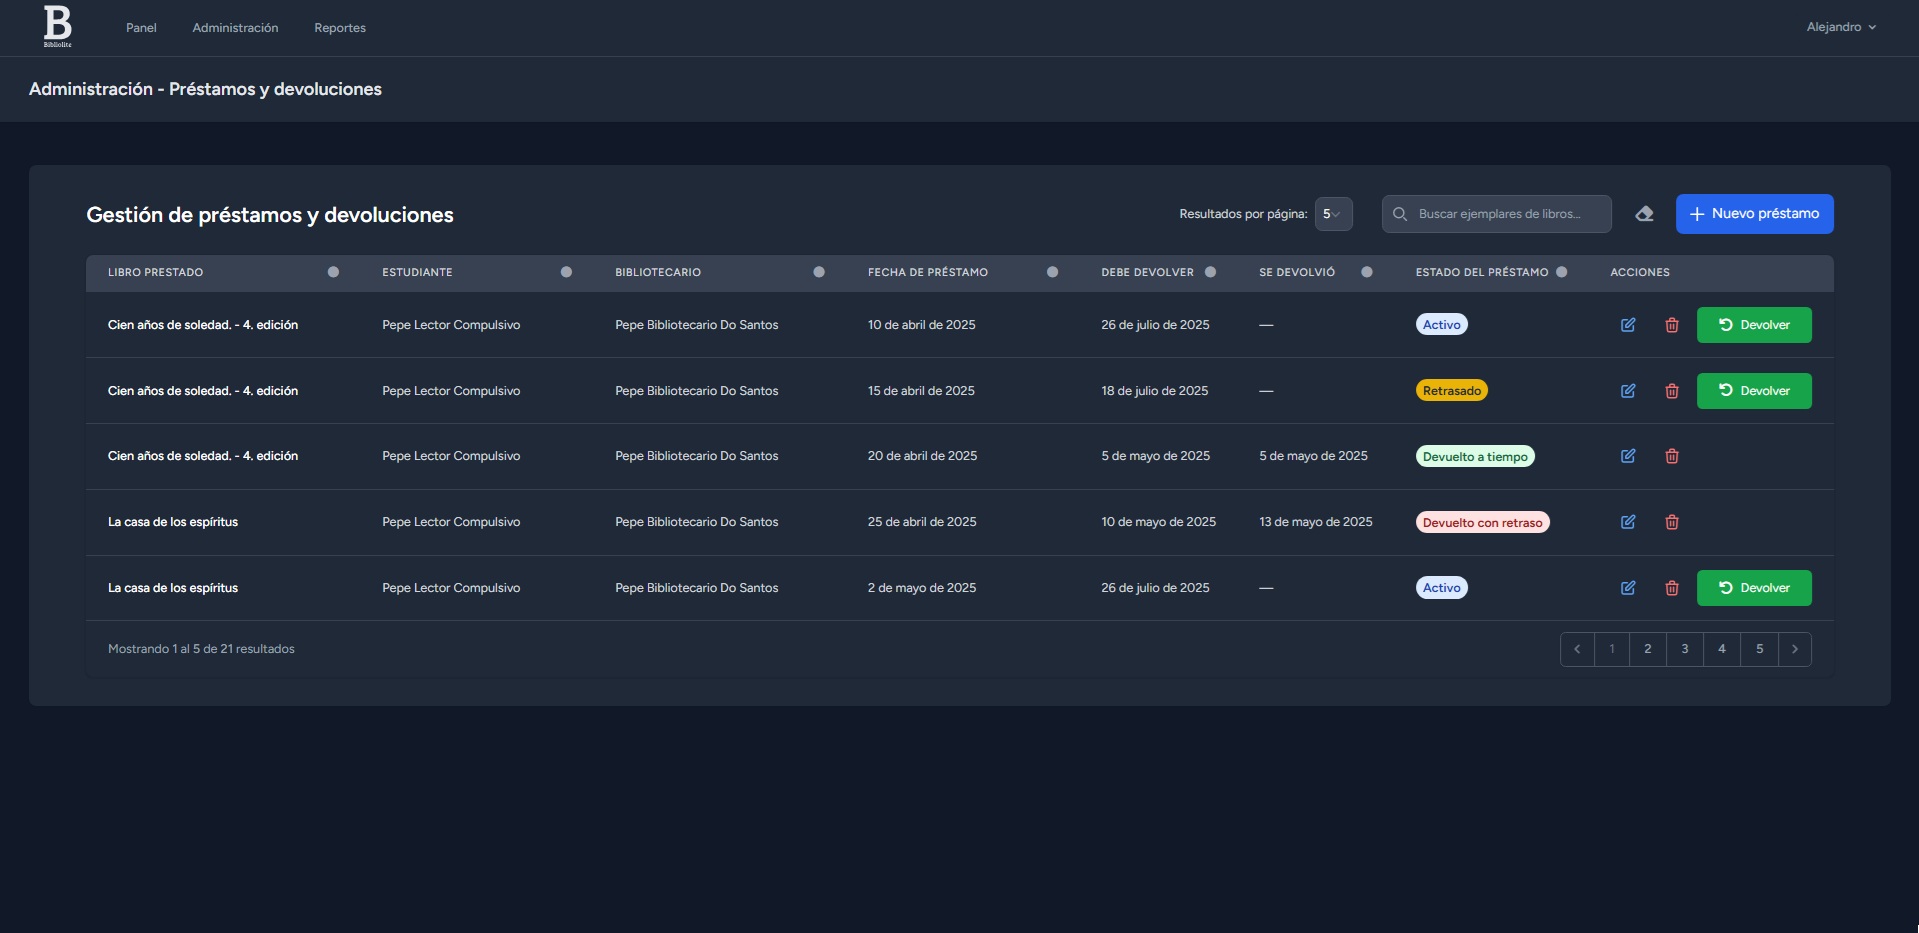 B
Bibliolite
Panel Administración Reportes Alejandro
Administración - Préstamos y devoluciones
Gestión de préstamos y devoluciones Resultados por página: 5 Buscar ejemplares de libros... Nuevo préstamo
LIBRO PRESTADO ESTUDIANTE BIBLIOTECARIO FECHA DE PRÉSTAMO DEBE DEVOLVER SE DEVOLVIÓ ESTADO DEL PRÉSTAMO ACCIONES
Cien años de soledad. - 4. edición Pepe Lector Compulsivo Pepe Bibliotecario Do Santos 10 de abril de 2025 26 de julio de 2025 — Activo Devolver
Cien años de soledad. - 4. edición Pepe Lector Compulsivo Pepe Bibliotecario Do Santos 15 de abril de 2025 18 de julio de 2025 — Retrasado Devolver
Cien años de soledad. - 4. edición Pepe Lector Compulsivo Pepe Bibliotecario Do Santos 20 de abril de 2025 5 de mayo de 2025 5 de mayo de 2025 Devuelto a tiempo
La casa de los espíritus Pepe Lector Compulsivo Pepe Bibliotecario Do Santos 25 de abril de 2025 10 de mayo de 2025 13 de mayo de 2025 Devuelto con retraso
La casa de los espíritus Pepe Lector Compulsivo Pepe Bibliotecario Do Santos 2 de mayo de 2025 26 de julio de 2025 — Activo Devolver
Mostrando 1 al 5 de 21 resultados 1 2 3 4 5